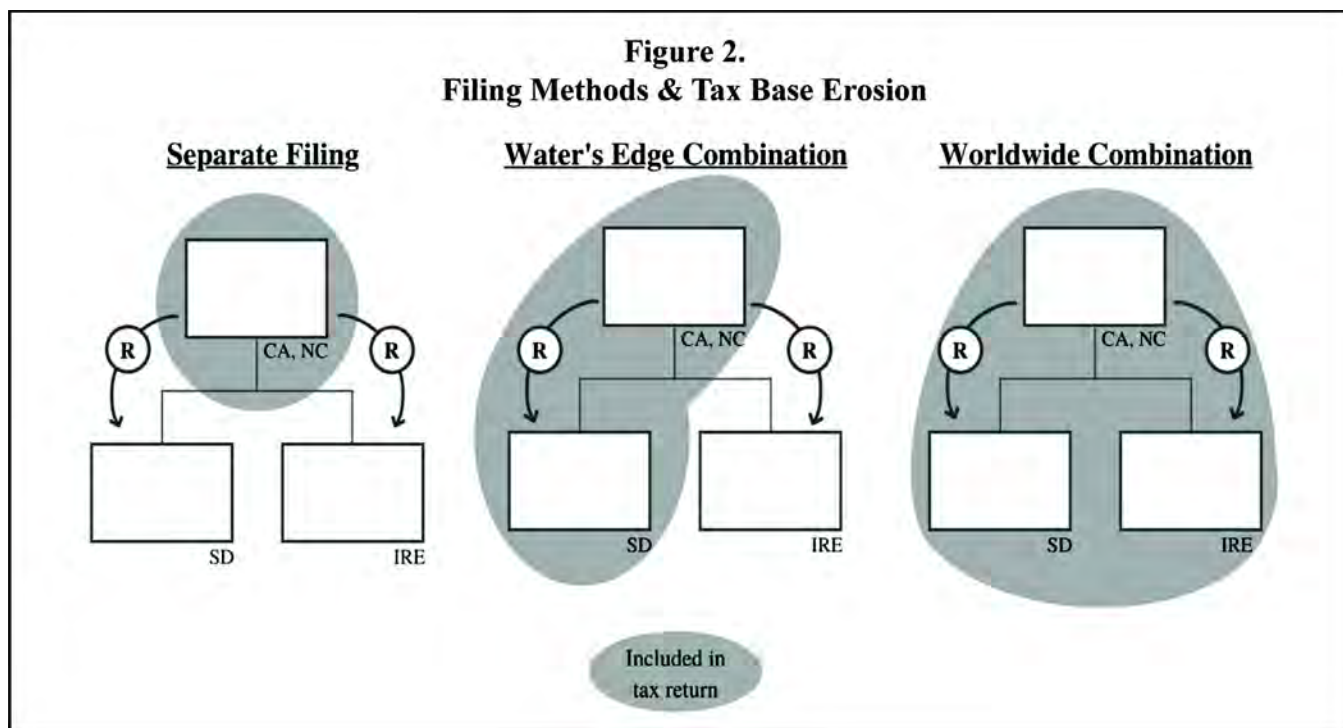 Figure 2.
Filing Methods & Tax Base Erosion
Separate Filing
Water's Edge Combination
Worldwide Combination
R
R
CA, NC
SD
IRE
R
R
CA, NC
SD
IRE
R
R
CA, NC
SD
IRE
Included in
tax return